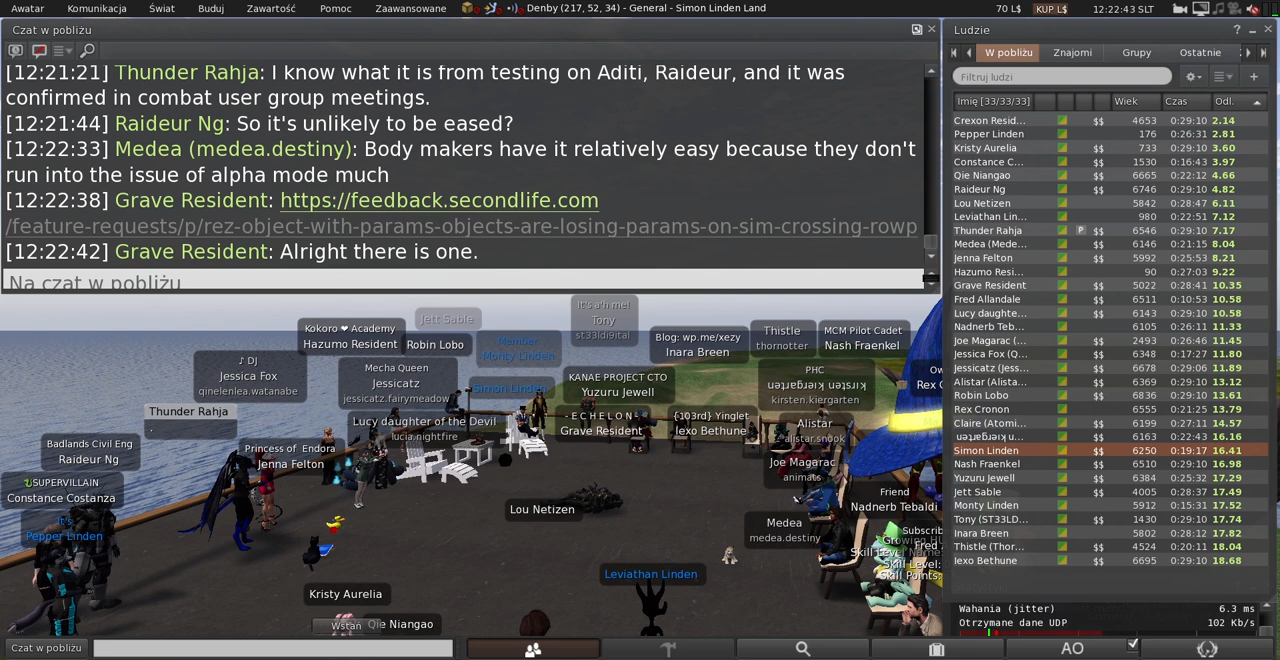 Awatar Komunikacja Świat Buduj Zawartość Pomoc Zaawansowane Denby (217, 52, 34) - General - Simon Linden Land 70 L$ KUP L$ 12:22:43 SLT
Czat w pobliżu
[12:21:21] Thunder Rahja: I know what it is from testing on Aditi, Raideur, and it was
confirmed in combat user group meetings.
[12:21:44] Raideur Ng: So it's unlikely to be eased?
[12:22:33] Medea (medea.destiny): Body makers have it relatively easy because they don't
run into the issue of alpha mode much
[12:22:38] Grave Resident: https://feedback.secondlife.com
/feature-requests/p/rez-object-with-params-objects-are-losing-params-on-sim-crossing-rowp
[12:22:42] Grave Resident: Alright there is one.
Na czat w pobliżu
It's a'h me!
Tony
st33ldi9ital
Jett Sable
Kokoro ❤ Academy
Hazumo Resident
Robin Lobo
Member
Monty Linden
Blog: wp.me/xezy
Inara Breen
Thistle
thornotter
MCM Pilot Cadet
Nash Fraenkel
♪ DJ
Jessica Fox
qinelenlea.watanabe
Mecha Queen
Jessicatz
jessicatz.fairymeadow
Simon Linden
KANAE PROJECT CTO
Yuzuru Jewell
PHC
kirsten.kiergarten
Rex C
Thunder Rahja
.
Lucy daughter of the Devil
lucia.nightfire
- E C H E L O N -
Grave Resident
{103rd} Yinglet
Iexo Bethune
Alistar
alistar.snook
Badlands Civil Eng
Raideur Ng
Princess of Endora
Jenna Felton
Joe Magarac
animats
SUPERVILLAIN
Constance Costanza
Friend
Nadnerb Tebaldi
Lou Netizen
It's
Pepper Linden
Medea
medea.destiny
Subscrib
Skill Level
Skill Level:
Skill Points:
Leviathan Linden
Kristy Aurelia
Wstań
Qie Niangao
Ludzie
W pobliżu Znajomi Grupy Ostatnie
Filtruj ludzi
Imię [33/33/33] Wiek Czas Odl.
Crexon Resid... $$ 4653 0:29:10 2.14
Pepper Linden 176 0:26:31 2.81
Kristy Aurelia $$ 733 0:29:10 3.60
Constance C... $$ 1530 0:16:43 3.97
Qie Niangao $$ 6665 0:22:12 4.66
Raideur Ng $$ 6746 0:29:10 4.82
Lou Netizen 5842 0:28:47 6.11
Leviathan Lin... 980 0:22:51 7.12
Thunder Rahja P $$ 6546 0:29:10 7.17
Medea (Mede... $$ 6146 0:21:15 8.04
Jenna Felton $$ 5992 0:25:53 8.21
Hazumo Resi... 90 0:27:03 9.22
Grave Resident $$ 5022 0:28:41 10.35
Fred Allandale $$ 6511 0:10:53 10.58
Lucy daughte... $$ 6143 0:29:10 10.58
Nadnerb Teb... 6105 0:26:11 11.33
Joe Magarac (... $$ 2493 0:26:46 11.45
Jessica Fox (Q... $$ 6348 0:17:27 11.80
Jessicatz (Jess... $$ 6678 0:29:06 11.89
Alistar (Alista... $$ 6369 0:29:10 13.12
Robin Lobo $$ 6836 0:29:10 13.61
Rex Cronon 6555 0:21:25 13.79
Claire (Atomi... $$ 6199 0:27:11 14.57
$$ 6163 0:22:43 16.16
Simon Linden $$ 6250 0:19:17 16.41
Nash Fraenkel $$ 6510 0:29:10 16.98
Yuzuru Jewell $$ 6384 0:25:32 17.29
Jett Sable $$ 4005 0:28:37 17.49
Monty Linden 5912 0:15:31 17.52
Tony (ST33LD... $$ 1430 0:29:10 17.74
Inara Breen 5802 0:28:12 17.82
Thistle (Thor... $$ 4524 0:20:11 18.04
Iexo Bethune $$ 6695 0:29:10 18.68
Wahania (jitter) 6.3 ms
Otrzymane dane UDP 102 Kb/s
Czat w pobliżu AO